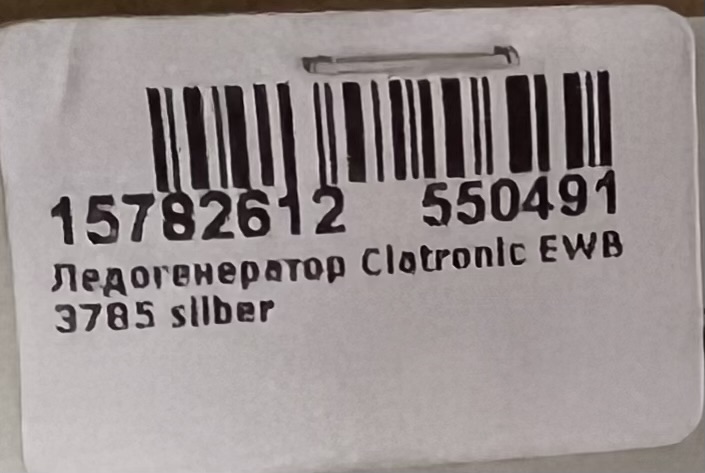 15782612 550491
Ледогенератор Clatronic EWB
3785 silber